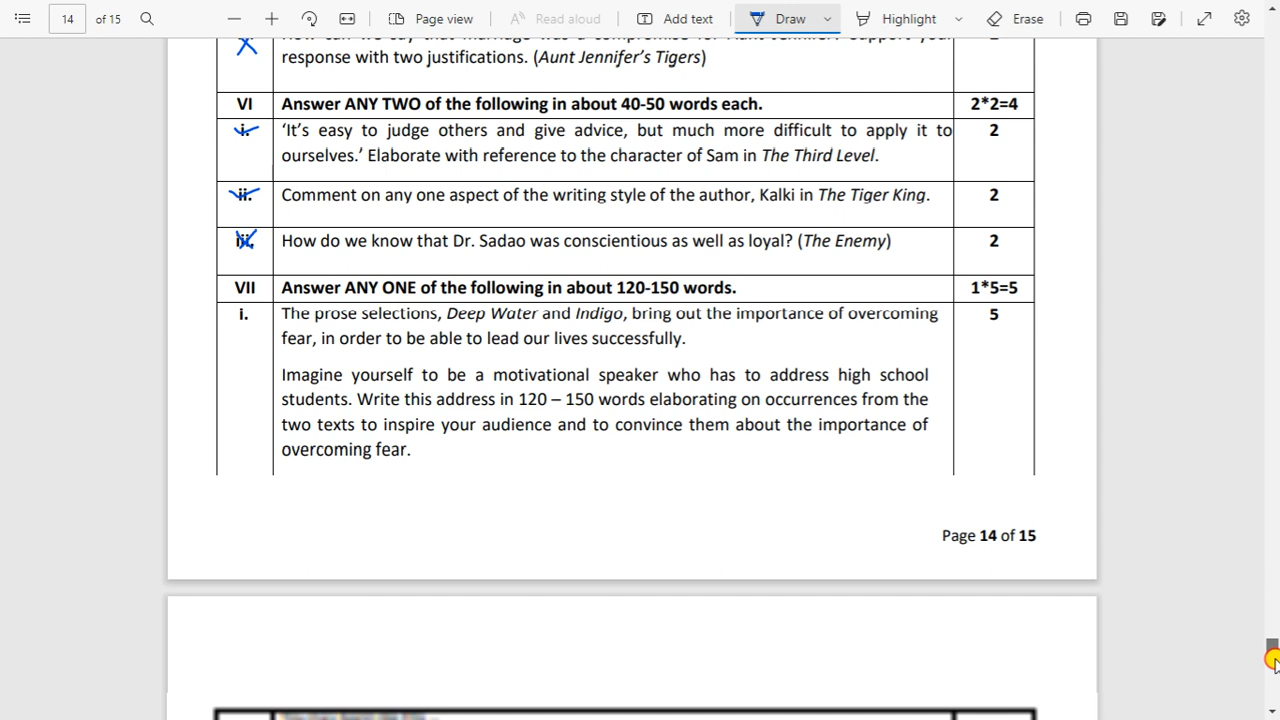 14 of 15 Page view Read aloud Add text Draw Highlight Erase
response with two justifications. (Aunt Jennifer's Tigers)
VI Answer ANY TWO of the following in about 40-50 words each. 2*2=4
i. 'It's easy to judge others and give advice, but much more difficult to apply it to 2
ourselves.' Elaborate with reference to the character of Sam in The Third Level.
ii. Comment on any one aspect of the writing style of the author, Kalki in The Tiger King. 2
iii. How do we know that Dr. Sadao was conscientious as well as loyal? (The Enemy) 2
VII Answer ANY ONE of the following in about 120-150 words. 1*5=5
i. The prose selections, Deep Water and Indigo, bring out the importance of overcoming 5
fear, in order to be able to lead our lives successfully.
Imagine yourself to be a motivational speaker who has to address high school
students. Write this address in 120 – 150 words elaborating on occurrences from the
two texts to inspire your audience and to convince them about the importance of
overcoming fear.
Page 14 of 15